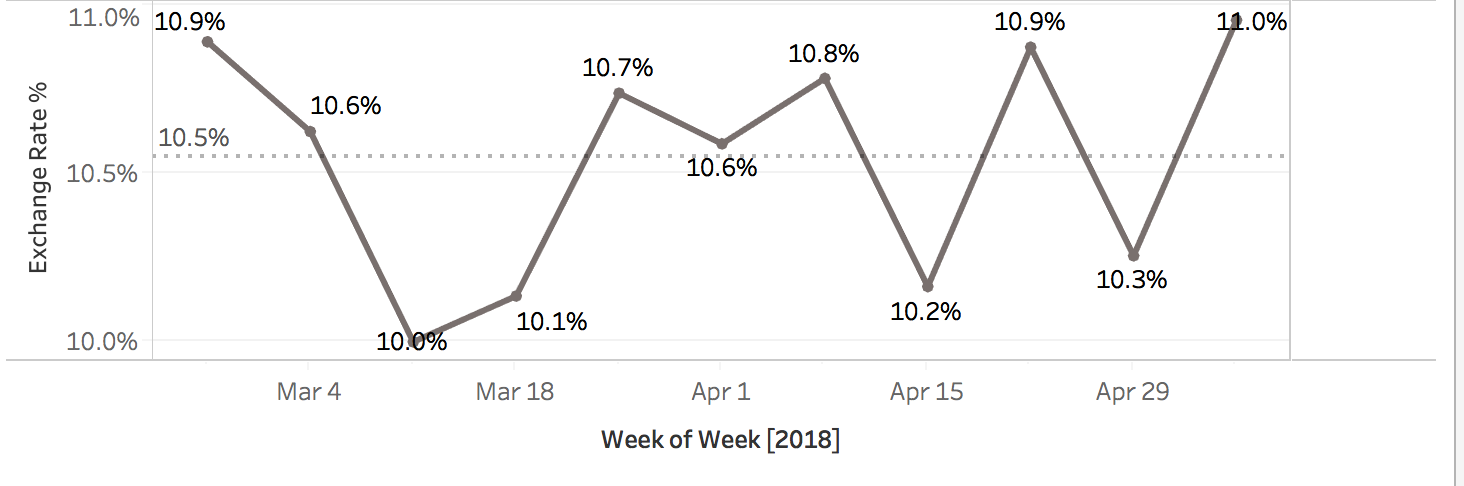 11.0%
10.9%
10.9%
11.0%
10.8%
10.7%
10.6%
10.5%
10.6%
10.5%
10.3%
10.2%
10.1%
10.0%
10.0%
Exchange Rate %
Mar 4
Mar 18
Apr 1
Apr 15
Apr 29
Week of Week [2018]